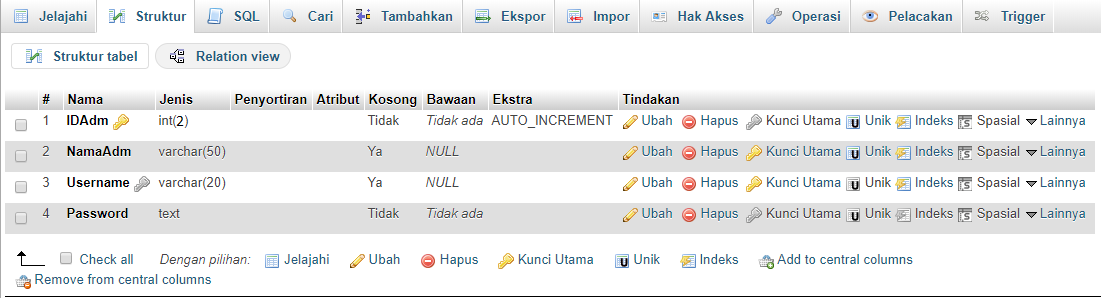 Jelajahi Struktur SQL Cari Tambahkan Ekspor Impor Hak Akses Operasi Pelacakan Trigger
Struktur tabel Relation view
# Nama Jenis Penyortiran Atribut Kosong Bawaan Ekstra Tindakan
1 IDAdm int(2) Tidak Tidak ada AUTO_INCREMENT Ubah Hapus Kunci Utama Unik Indeks Spasial Lainnya
2 NamaAdm varchar(50) Ya NULL Ubah Hapus Kunci Utama Unik Indeks Spasial Lainnya
3 Username varchar(20) Ya NULL Ubah Hapus Kunci Utama Unik Indeks Spasial Lainnya
4 Password text Tidak Tidak ada Ubah Hapus Kunci Utama Unik Indeks Spasial Lainnya
Check all Dengan pilihan: Jelajahi Ubah Hapus Kunci Utama Unik Indeks Add to central columns
Remove from central columns